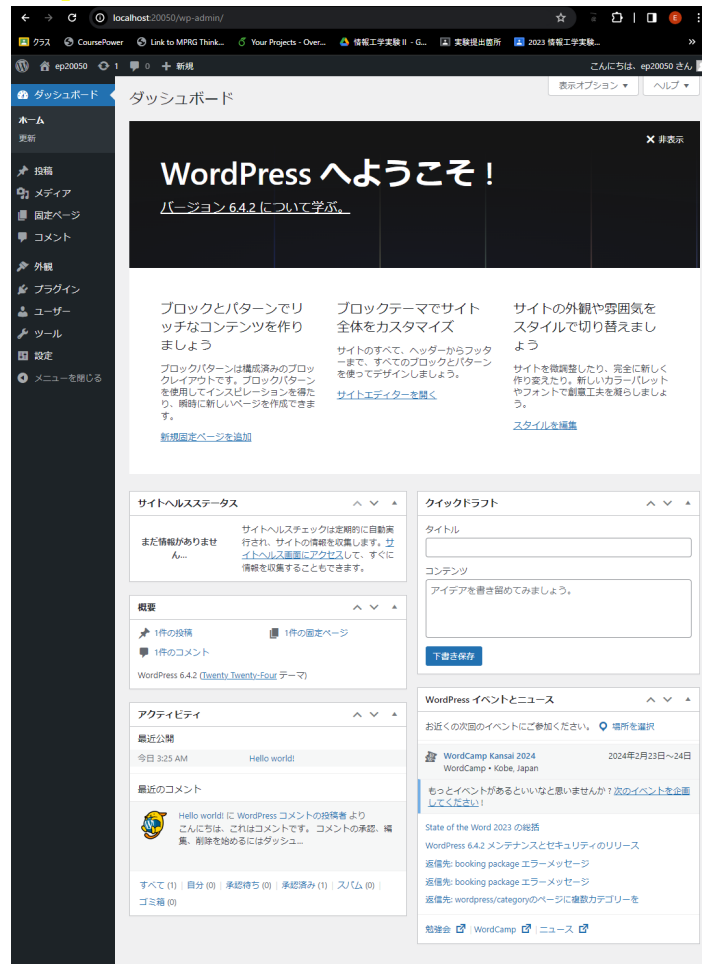 localhost:20050/wp-admin/
クラス
CoursePower
Link to MPRG Think...
Your Projects - Over...
情報工学実験 II - G...
実験提出箇所
2023 情報工学実験...
»
ep20050
1
0
新規
こんにちは、ep20050 さん
ダッシュボード
ホーム
更新
投稿
メディア
固定ページ
コメント
外観
プラグイン
ユーザー
ツール
設定
メニューを閉じる
ダッシュボード
表示オプション ▼
ヘルプ ▼
非表示
WordPress へようこそ !
バージョン 6.4.2 について学ぶ。
ブロックとパターンでリ
ッチなコンテンツを作り
ましょう
ブロックパターンは構成済みのブロッ
クレイアウトです。ブロックパターン
を使用してインスピレーションを得た
り、瞬時に新しいページを作成できま
す。
新規固定ページを追加
ブロックテーマでサイト
全体をカスタマイズ
サイトのすべて、ヘッダーからフッタ
ーまで、すべてのブロックとパターン
を使ってデザインしましょう。
サイトエディターを開く
サイトの外観や雰囲気を
スタイルで切り替えまし
ょう
サイトを微調整したり、完全に新しく
作り変えたり。新しいカラーパレット
やフォントで創意工夫を凝らしましょ
う。
スタイルを編集
サイトヘルスステータス
まだ情報がありませ
ん...
サイトヘルスチェックは定期的に自動実
行され、サイトの情報を収集します。サ
イトヘルス画面にアクセスして、すぐに
情報を収集することもできます。
概要
1件の投稿
1件の固定ページ
1件のコメント
WordPress 6.4.2 (Twenty Twenty-Four テーマ)
アクティビティ
最近公開
今日 3:25 AM
Hello world!
最近のコメント
Hello world! に WordPress コメントの投稿者 より
こんにちは、これはコメントです。 コメントの承認、編
集、削除を始めるにはダッシュ...
すべて (1) | 自分 (0) | 承認待ち (0) | 承認済み (1) | スパム (0) |
ゴミ箱 (0)
クイックドラフト
タイトル
コンテンツ
アイデアを書き留めてみましょう。
下書き保存
WordPress イベントとニュース
お近くの次回のイベントにご参加ください。
場所を選択
WordCamp Kansai 2024
2024年2月23日〜24日
WordCamp • Kobe, Japan
もっとイベントがあるといいなと思いませんか ? 次のイベントを企画
してください !
State of the Word 2023 の総括
WordPress 6.4.2 メンテナンスとセキュリティのリリース
返信先: booking package エラーメッセージ
返信先: booking package エラーメッセージ
返信先: wordpress/categoryのページに複数カテゴリーを
勉強会 | WordCamp | ニュース